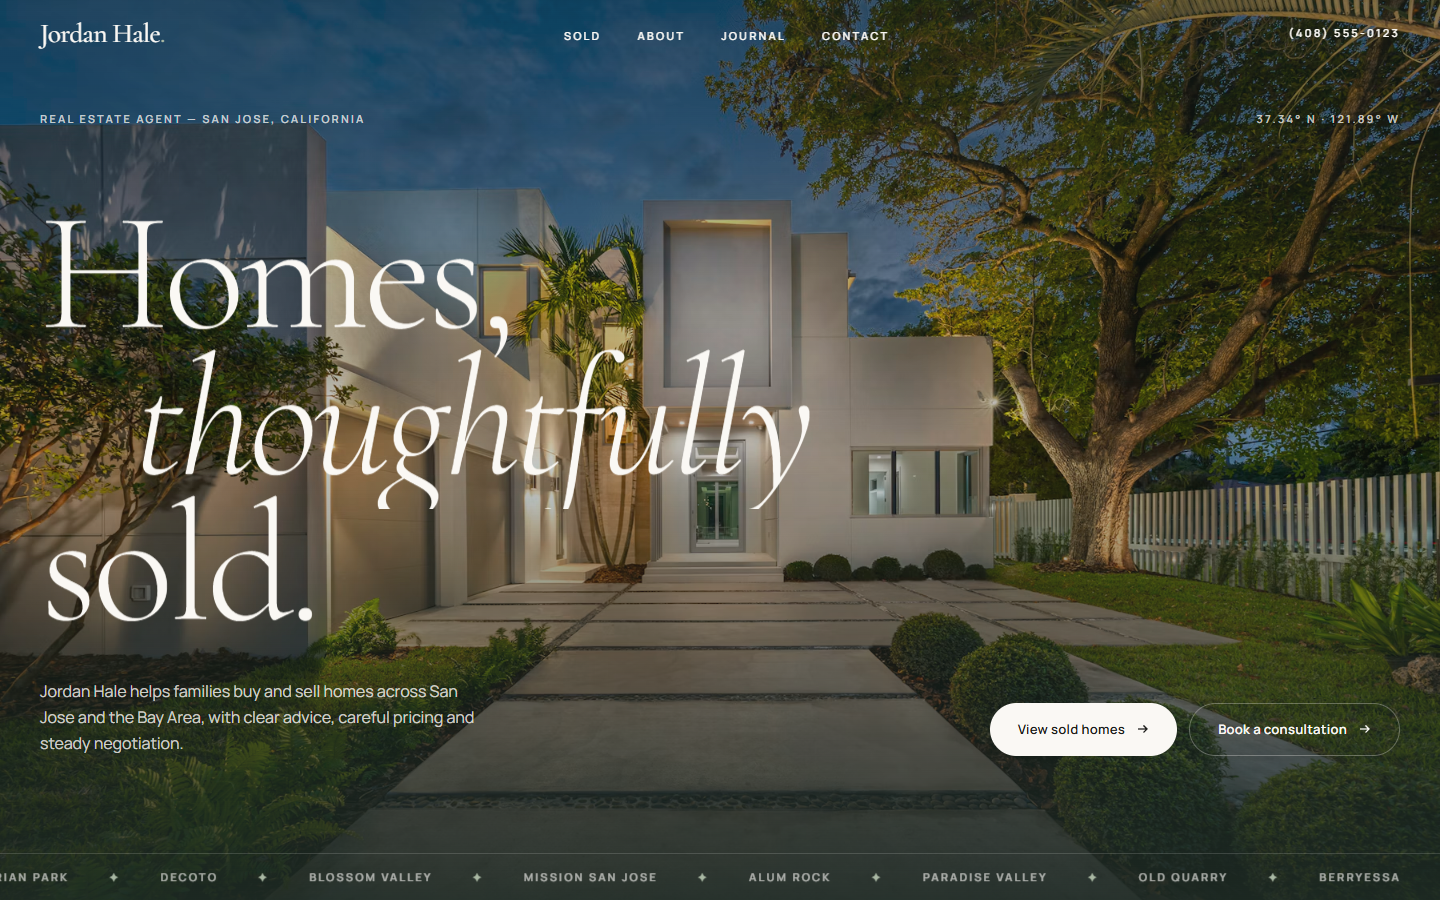 Jordan Hale.
SOLD ABOUT JOURNAL CONTACT
(408) 555-0123
REAL ESTATE AGENT — SAN JOSE, CALIFORNIA
37.34° N · 121.89° W
Homes,
thoughtfully
sold.
Jordan Hale helps families buy and sell homes across San
Jose and the Bay Area, with clear advice, careful pricing and
steady negotiation.
View sold homes →
Book a consultation →
RIAN PARK ✦ DECOTO ✦ BLOSSOM VALLEY ✦ MISSION SAN JOSE ✦ ALUM ROCK ✦ PARADISE VALLEY ✦ OLD QUARRY ✦ BERRYESSA